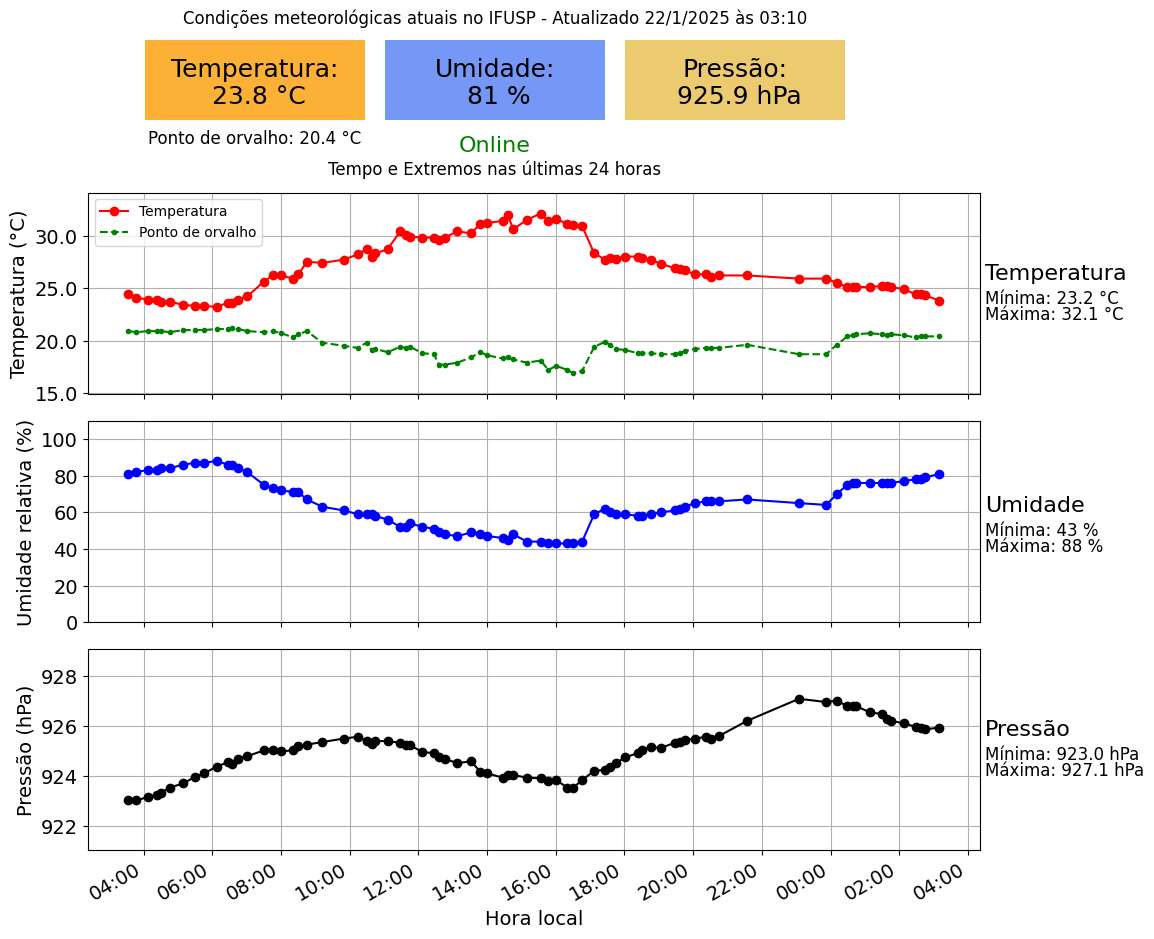 Condições meteorológicas atuais no IFUSP - Atualizado 22/1/2025 às 03:10
Temperatura:
23.8 °C
Umidade:
81 %
Pressão:
925.9 hPa
Ponto de orvalho: 20.4 °C
Online
Tempo e Extremos nas últimas 24 horas
Temperatura (°C)
30.0
25.0
20.0
15.0
Temperatura
Ponto de orvalho
Temperatura
Mínima: 23.2 °C
Máxima: 32.1 °C
Umidade relativa (%)
100
80
60
40
20
0
Umidade
Mínima: 43 %
Máxima: 88 %
Pressão (hPa)
928
926
924
922
Pressão
Mínima: 923.0 hPa
Máxima: 927.1 hPa
04:00 06:00 08:00 10:00 12:00 14:00 16:00 18:00 20:00 22:00 00:00 02:00 04:00
Hora local